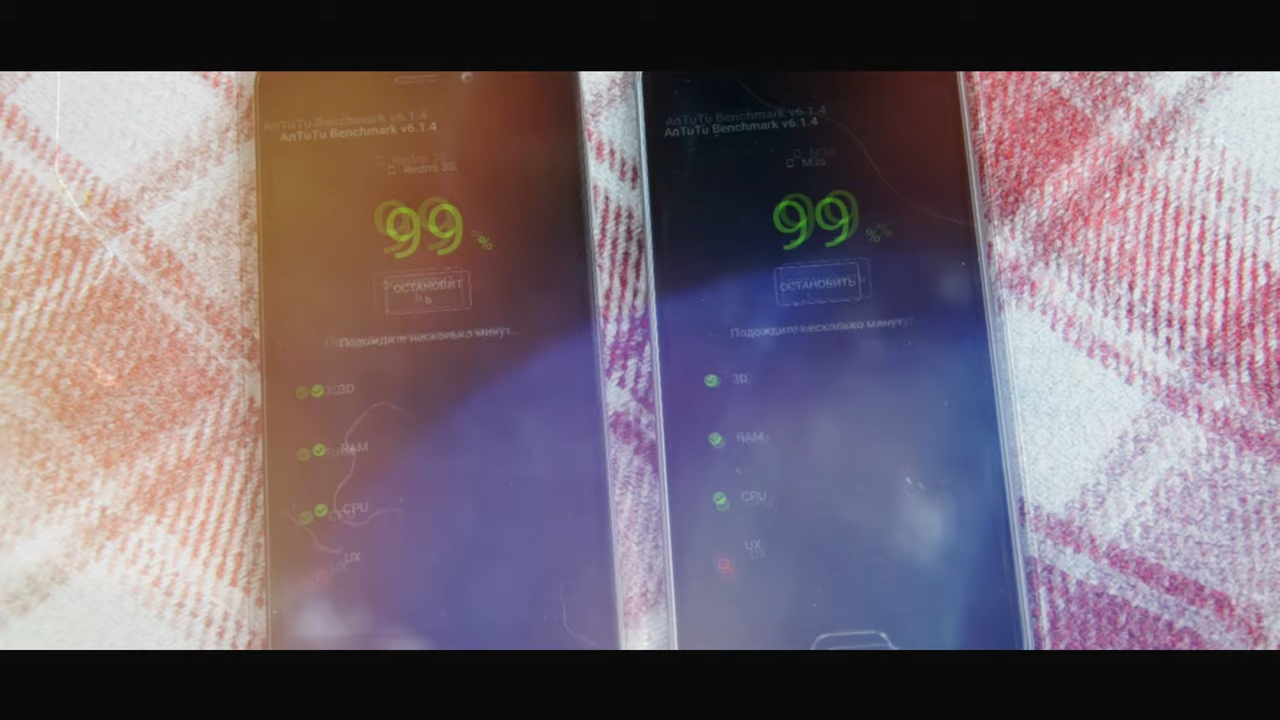 AnTuTu Benchmark v6.1.4
Redmi 3S
99%
ОСТАНОВИТ
Ь
Подождите несколько минут...
3D
RAM
CPU
UX
AnTuTu Benchmark v6.1.4
M3s
99%
ОСТАНОВИТЬ
Подождите несколько минут...
3D
RAM
CPU
UX